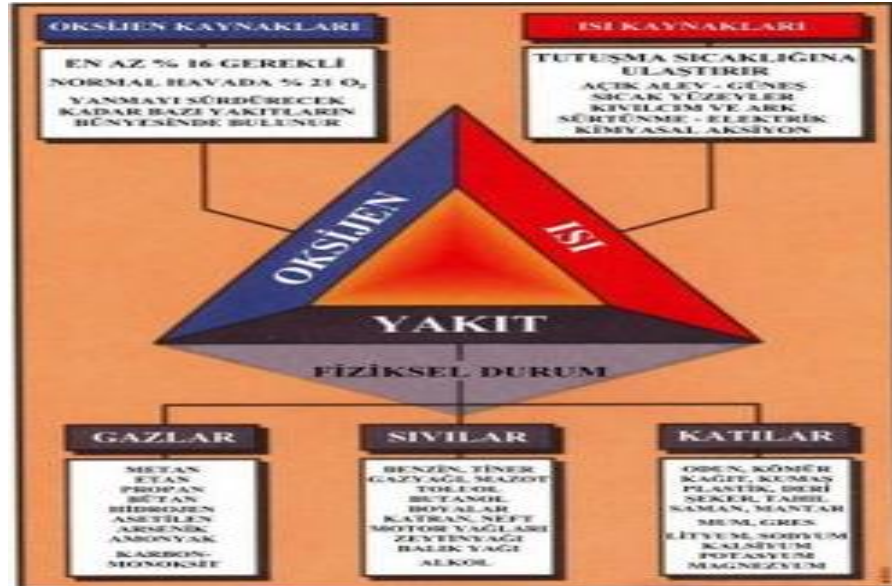 OKSİJEN KAYNAKLARI
EN AZ % 16 GEREKLİ
NORMAL HAVADA % 21 O₂
YANMAYI SÜRDÜRECEK
KADAR BAZI YAKITLARIN
BÜNYESİNDE BULUNUR
ISI KAYNAKLARI
TUTUŞMA SICAKLIĞINA
ULAŞTIRIR
AÇIK ALEV - GÜNEŞ
SICAK YÜZEYLER
KIVILCIM VE ARK
SÜRTÜNME - ELEKTRİK
KİMYASAL AKSİYON
OKSİJEN
ISI
YAKIT
FİZİKSEL DURUM
GAZLAR
METAN
ETAN
PROPAN
BÜTAN
HİDROJEN
ASETİLEN
ARSENİK
AMONYAK
KARBON-
MONOKSİT
SIVILAR
BENZİN, TİNER
GAZYAĞI, MAZOT
TOLUOL
BUTANOL
BOYALAR
KATRAN, NEFT
MOTOR YAĞLARI
ZEYTİNYAĞI
BALIK YAĞI
ALKOL
KATILAR
ODUN, KÖMÜR
KAĞIT, KUMAŞ
PLASTİK, DERİ
ŞEKER, TAHIL
SAMAN, MANTAR
MUM, GRES
LİTYUM, SODYUM
KALSİYUM
POTASYUM
MAGNEZYUM